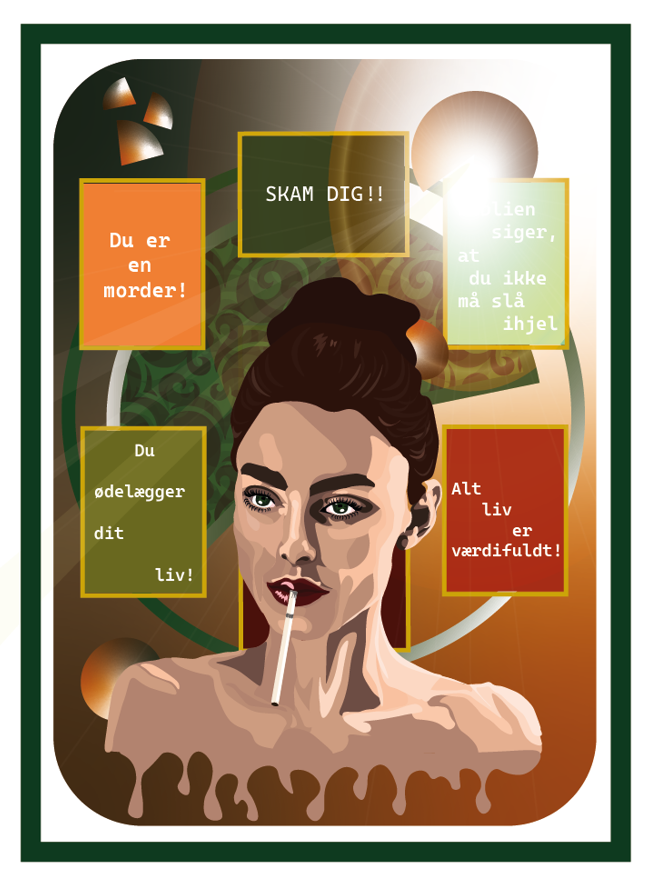 SKAM DIG!!
Du er
en
morder!
lien
siger,
at
du ikke
må slå
ihjel
Du
ødelægger
dit
liv!
Alt
liv
er
værdifuldt!